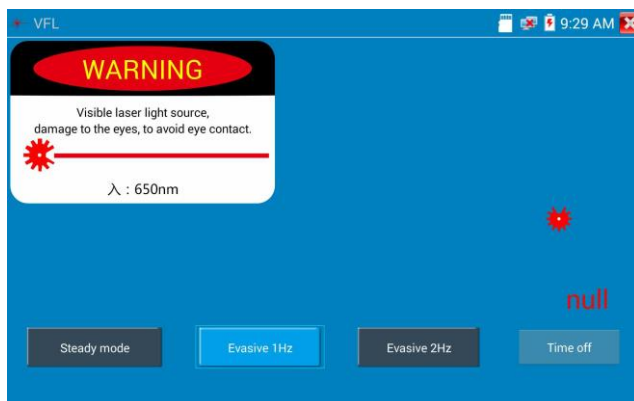 VFL
9:29 AM
WARNING
Visible laser light source,
damage to the eyes, to avoid eye contact.
入 : 650nm
null
Steady mode
Evasive 1Hz
Evasive 2Hz
Time off